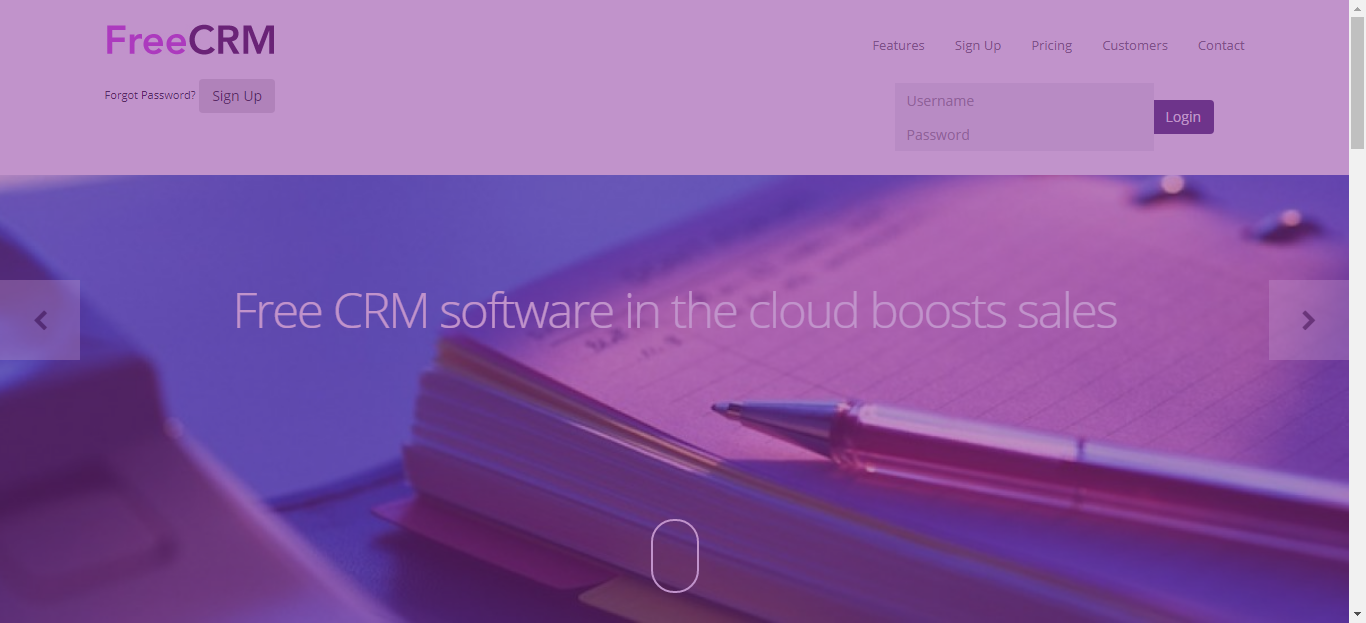 FreeCRM
Features Sign Up Pricing Customers Contact
Forgot Password? Sign Up
Username
Password
Login
Free CRM software in the cloud boosts sales